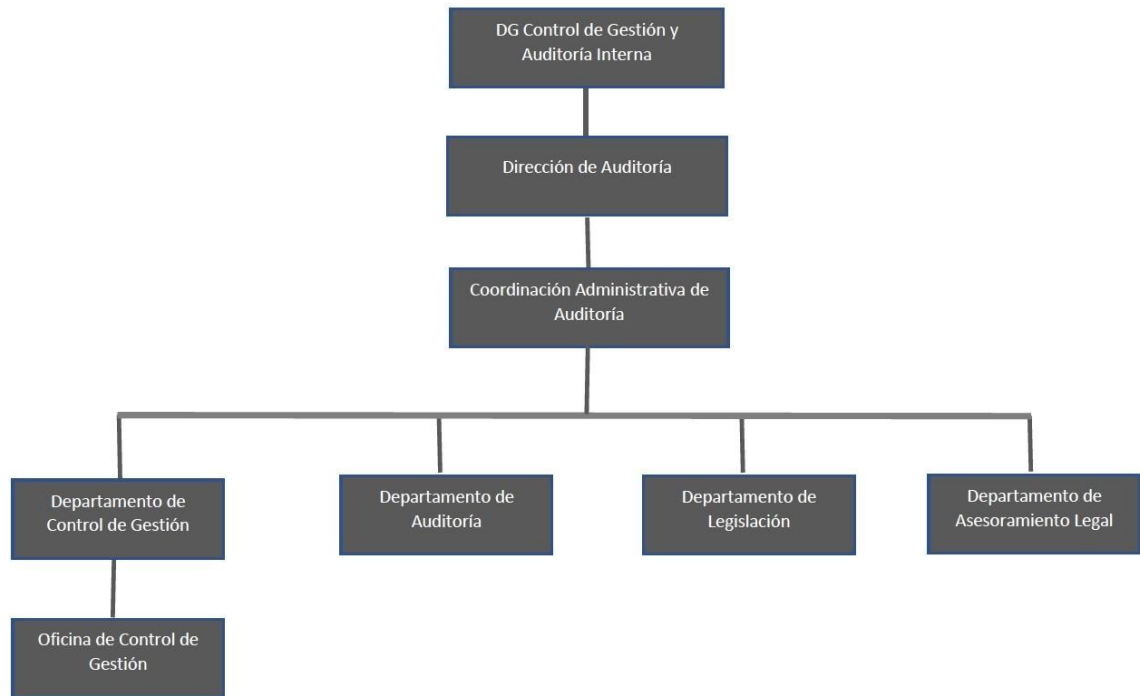 DG Control de Gestión y
Auditoría Interna
Dirección de Auditoría
Coordinación Administrativa de
Auditoría
Departamento de
Control de Gestión
Departamento de
Auditoría
Departamento de
Legislación
Departamento de
Asesoramiento Legal
Oficina de Control de
Gestión